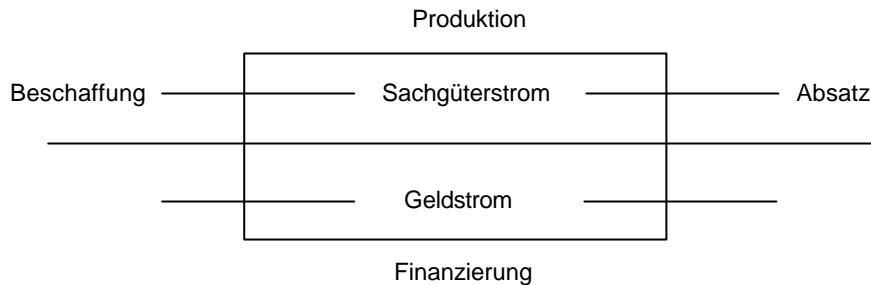 Produktion
Beschaffung Sachgüterstrom Absatz
Geldstrom
Finanzierung